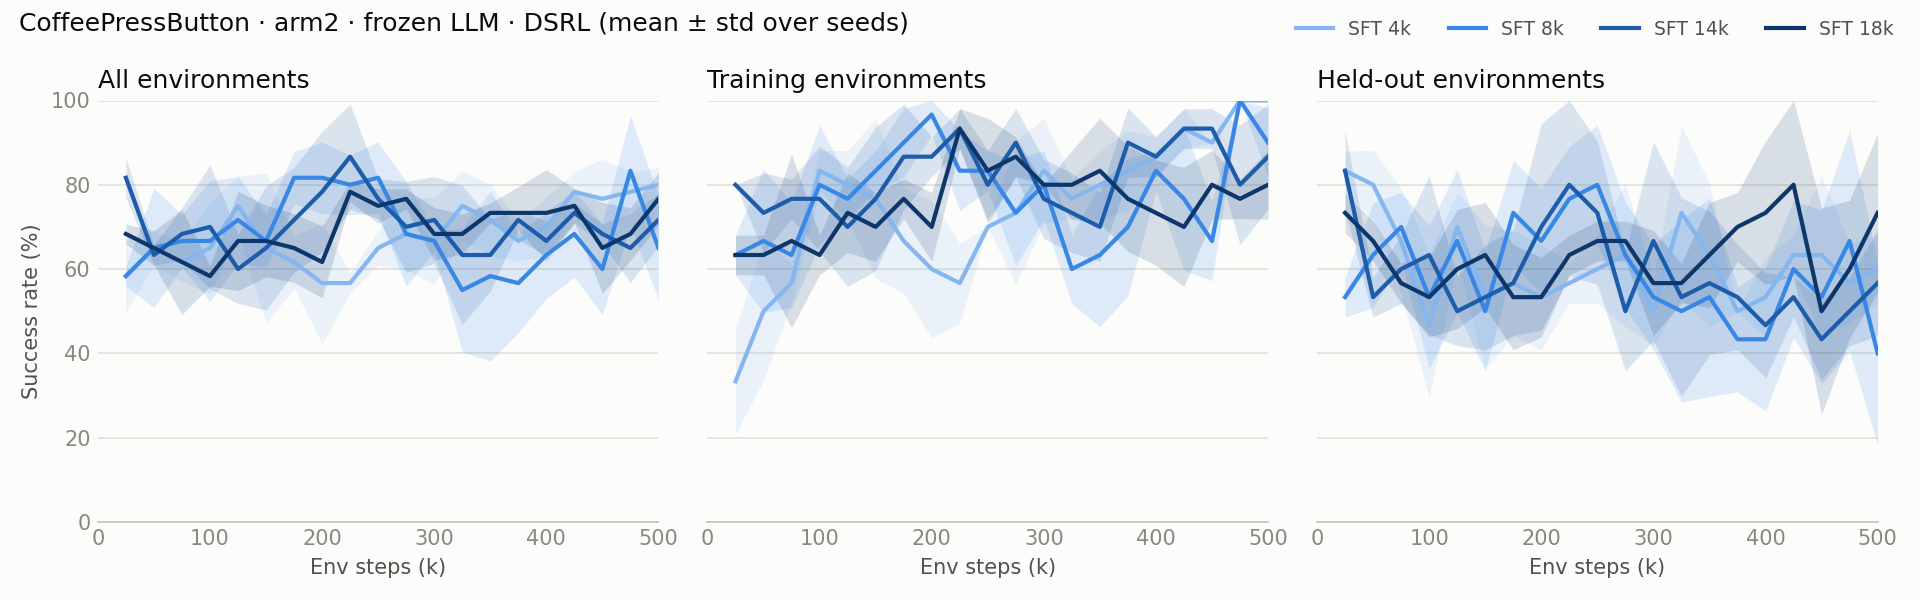 CoffeePressButton · arm2 · frozen LLM · DSRL (mean ± std over seeds)
SFT 4k SFT 8k SFT 14k SFT 18k
All environments
Training environments
Held-out environments
Success rate (%)
100
80
60
40
20
0
0 100 200 300 400 500
0 100 200 300 400 500
0 100 200 300 400 500
Env steps (k)
Env steps (k)
Env steps (k)